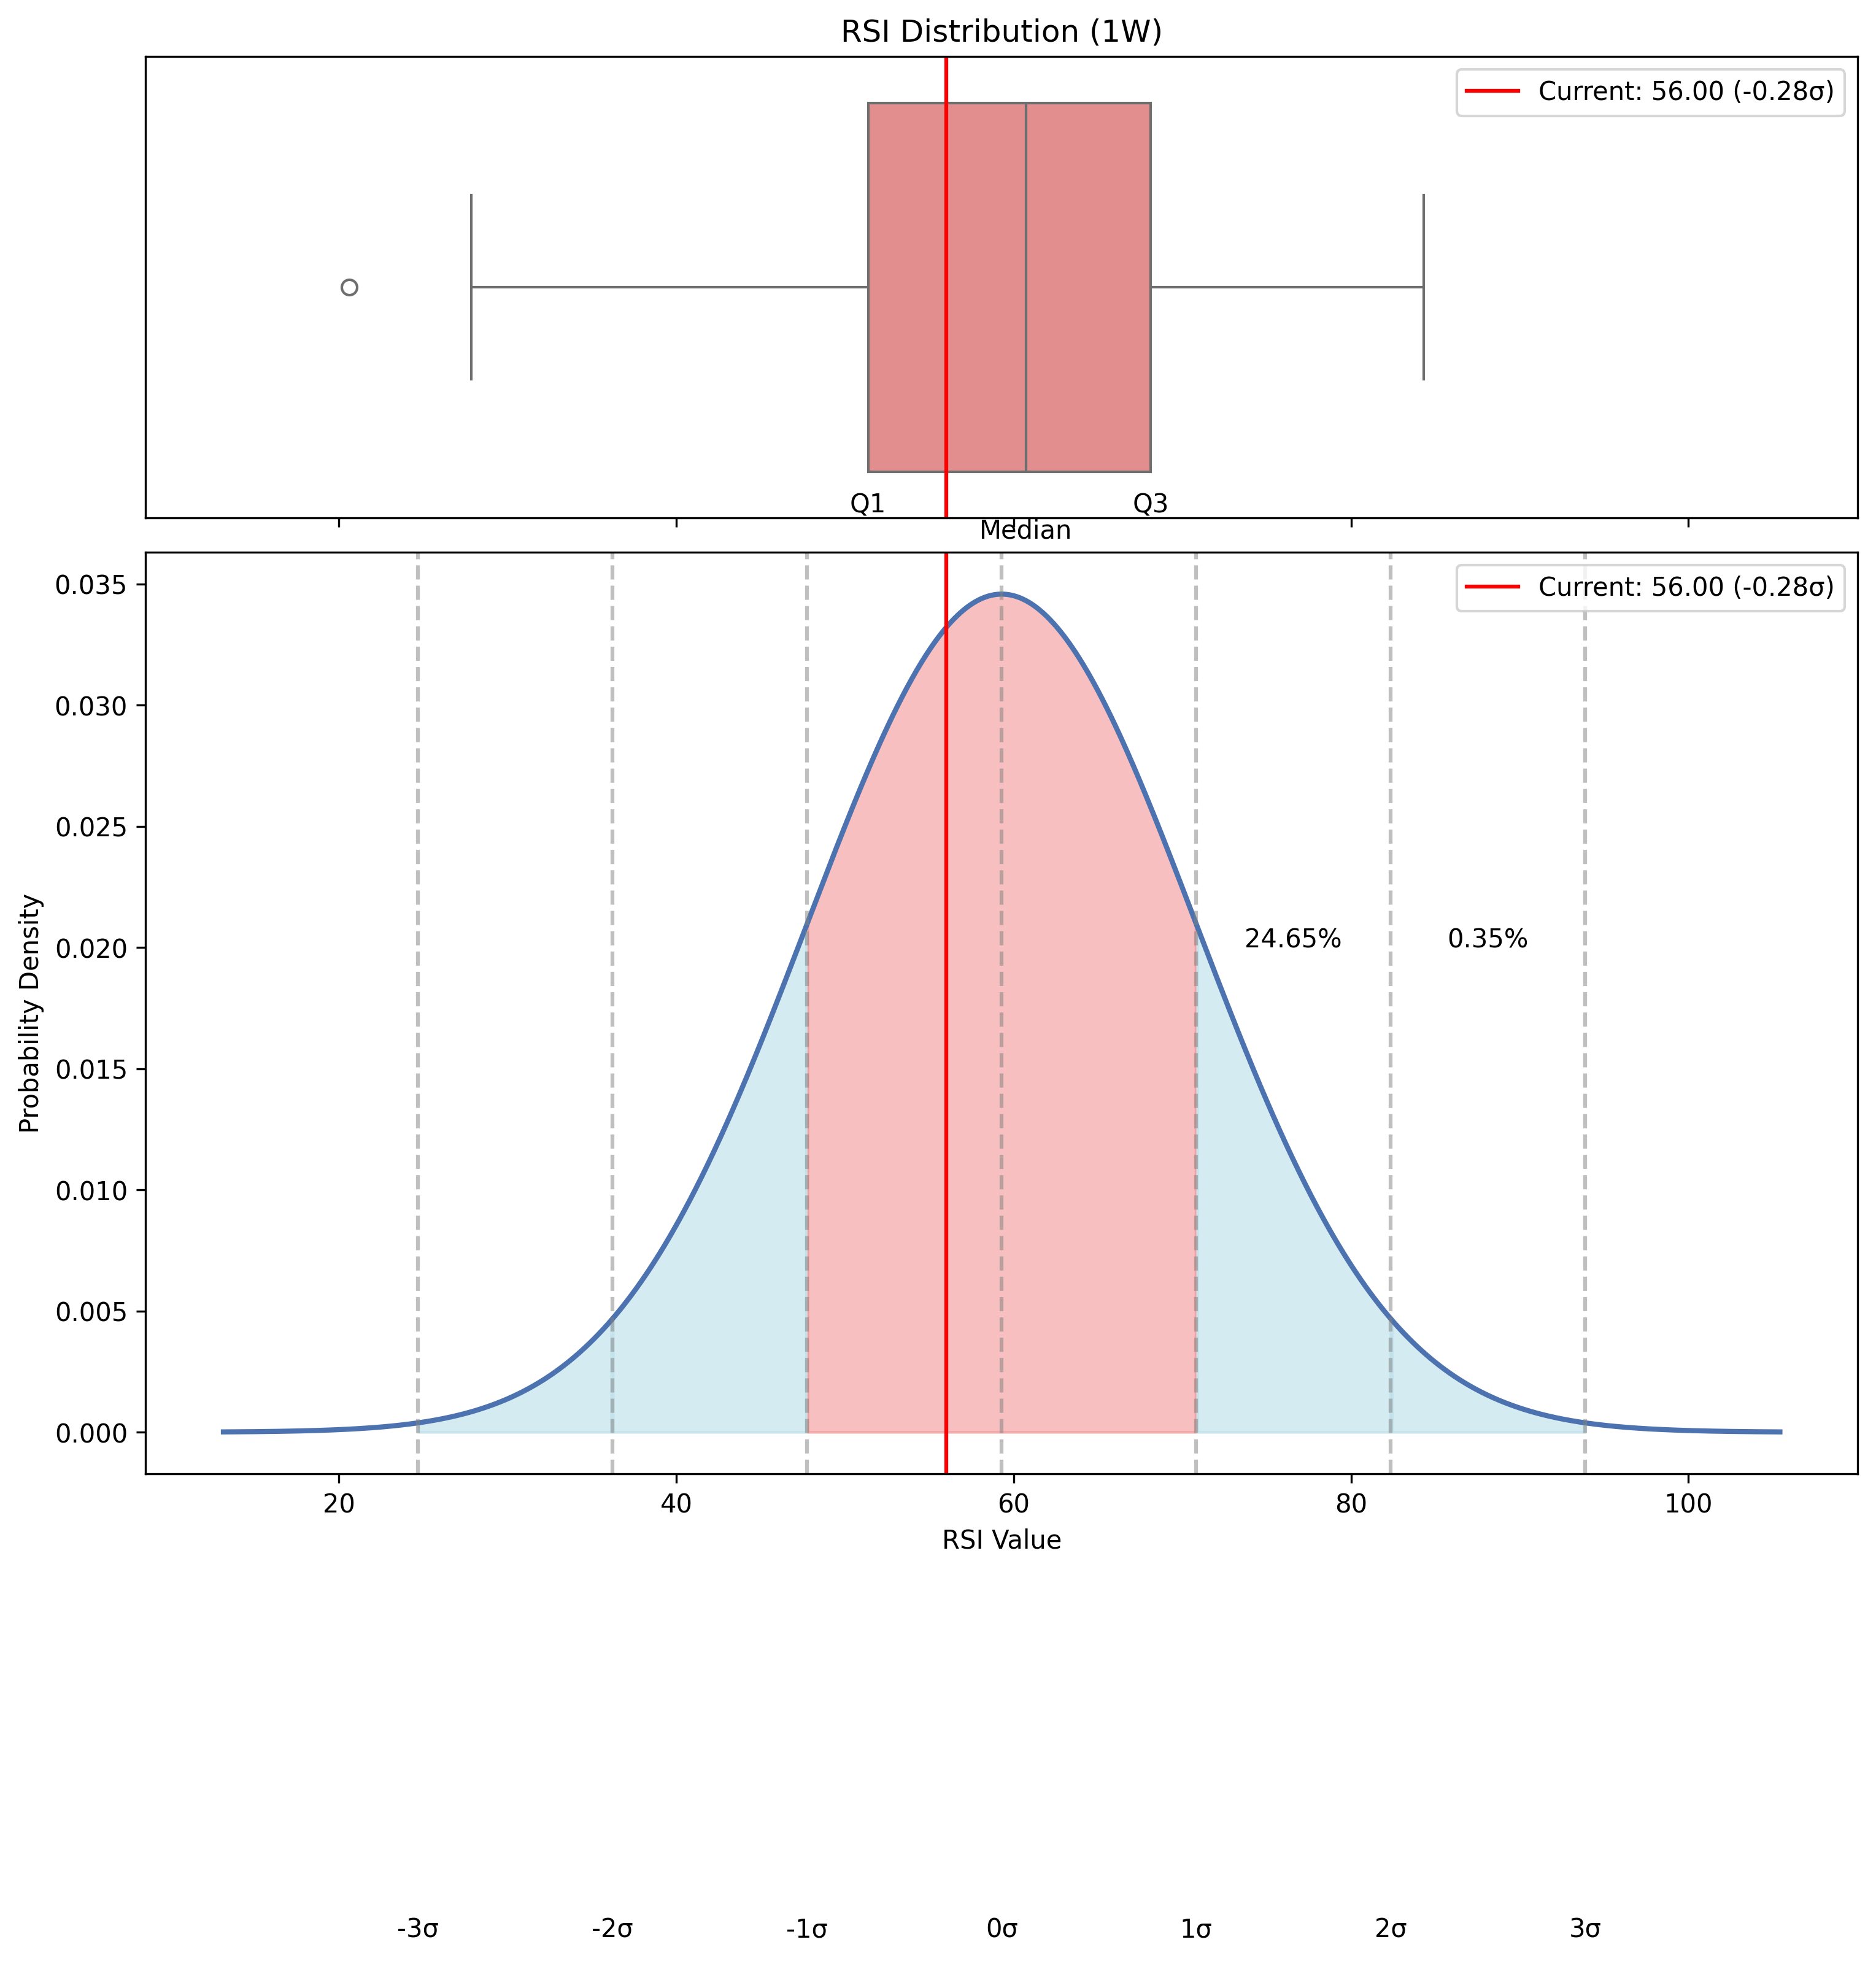 RSI Distribution (1W)
Current: 56.00 (-0.28σ)
Q1
Q3
Median
Current: 56.00 (-0.28σ)
0.035
0.030
0.025
0.020
0.015
0.010
0.005
0.000
Probability Density
24.65%
0.35%
20
40
60
80
100
RSI Value
-3σ
-2σ
-1σ
0σ
1σ
2σ
3σ